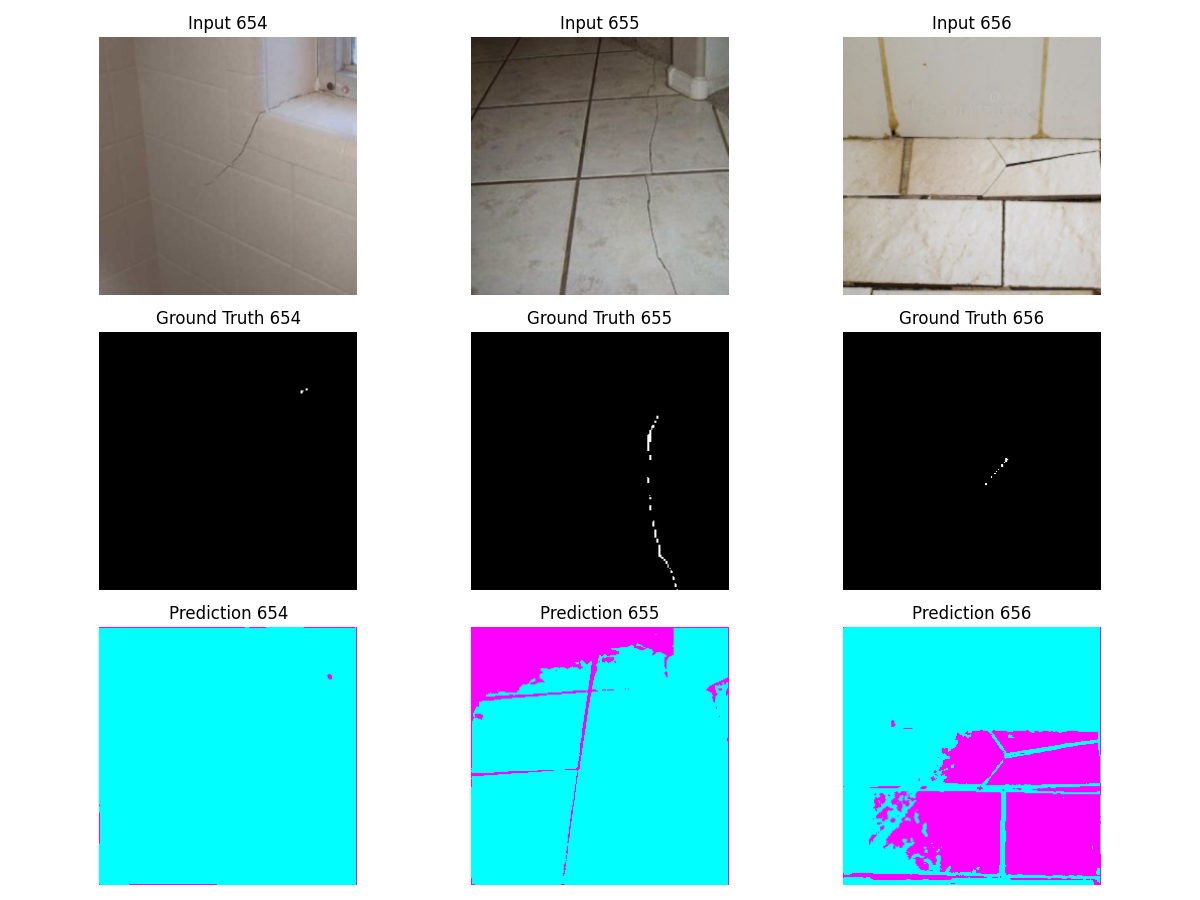 Input 654
Input 655
Input 656
Ground Truth 654
Ground Truth 655
Ground Truth 656
Prediction 654
Prediction 655
Prediction 656